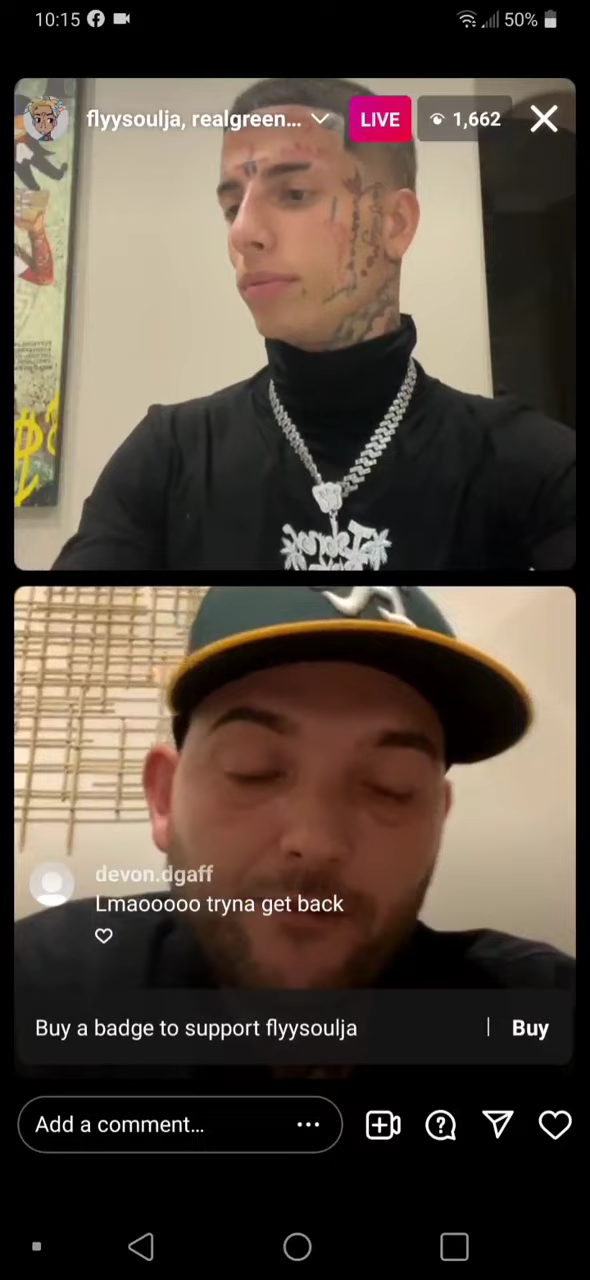 10:15 50%
flyysoulja, realgreen... LIVE 1,662
devon.dgaff
Lmaooooo tryna get back
Buy a badge to support flyysoulja | Buy
Add a comment...